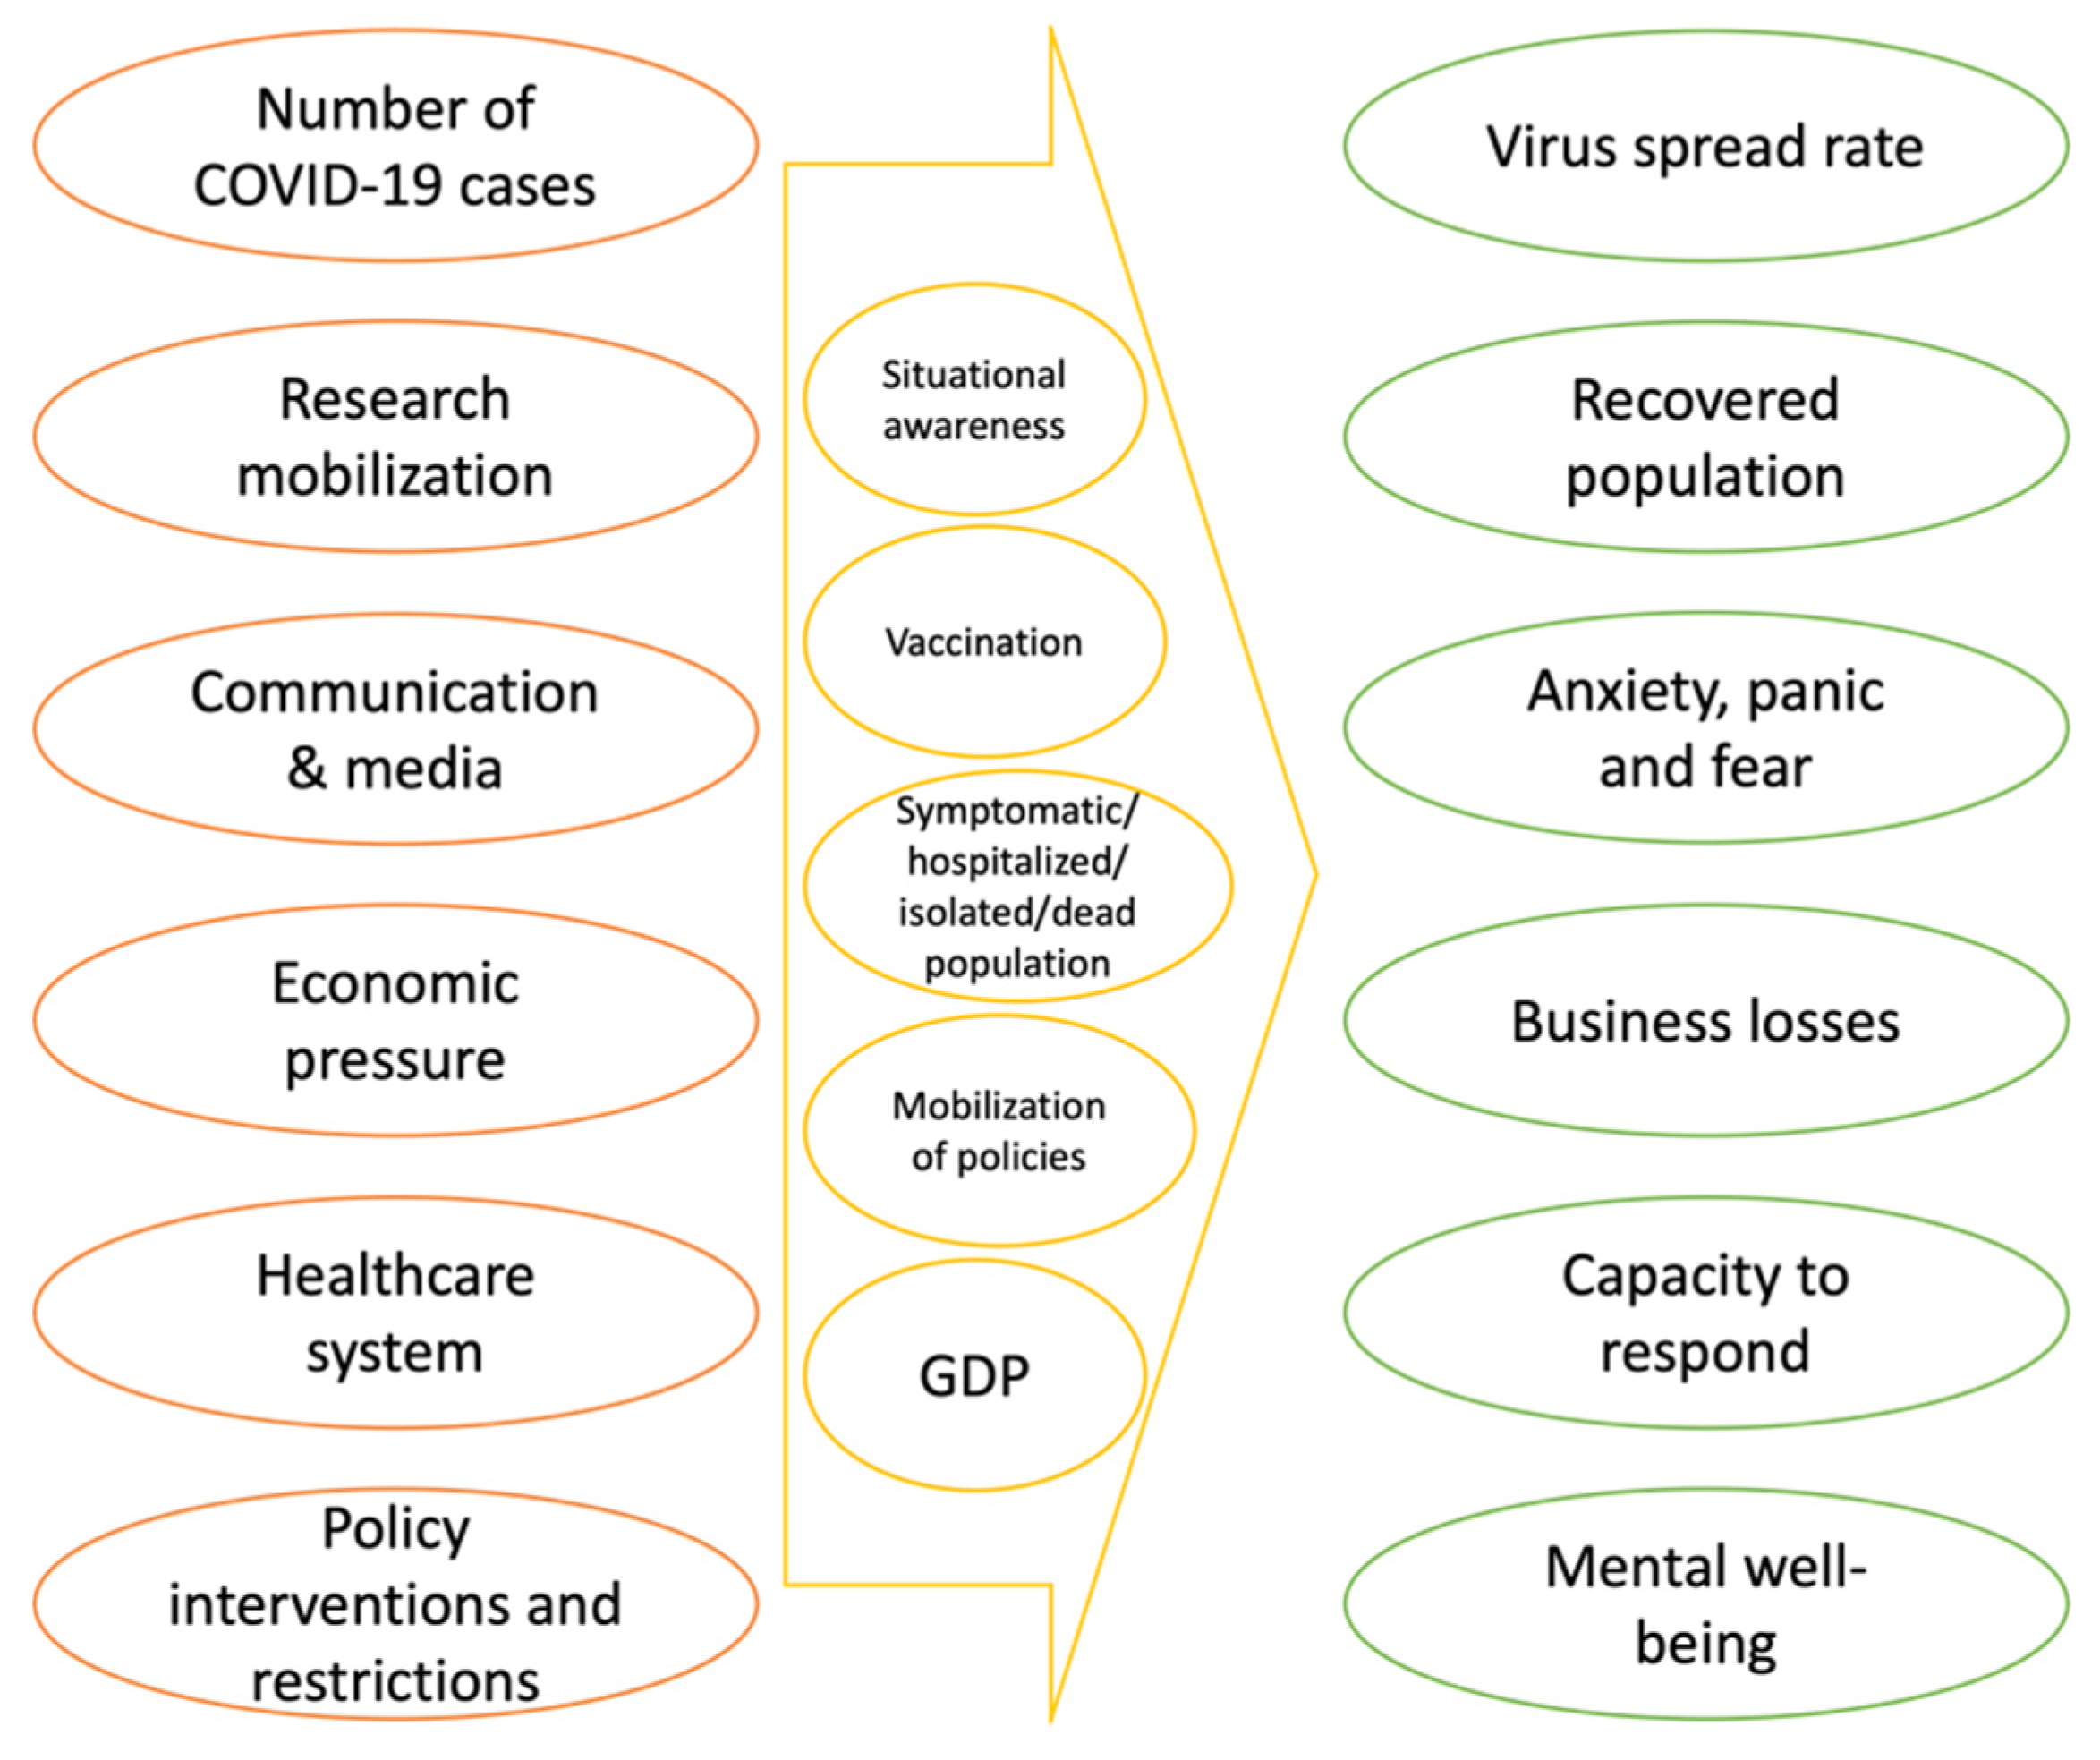 Number of
COVID-19 cases
Research
mobilization
Communication
& media
Economic
pressure
Healthcare
system
Policy
interventions and
restrictions
Situational
awareness
Vaccination
Symptomatic/
hospitalized/
isolated/dead
population
Mobilization
of policies
GDP
Virus spread rate
Recovered
population
Anxiety, panic
and fear
Business losses
Capacity to
respond
Mental well-
being